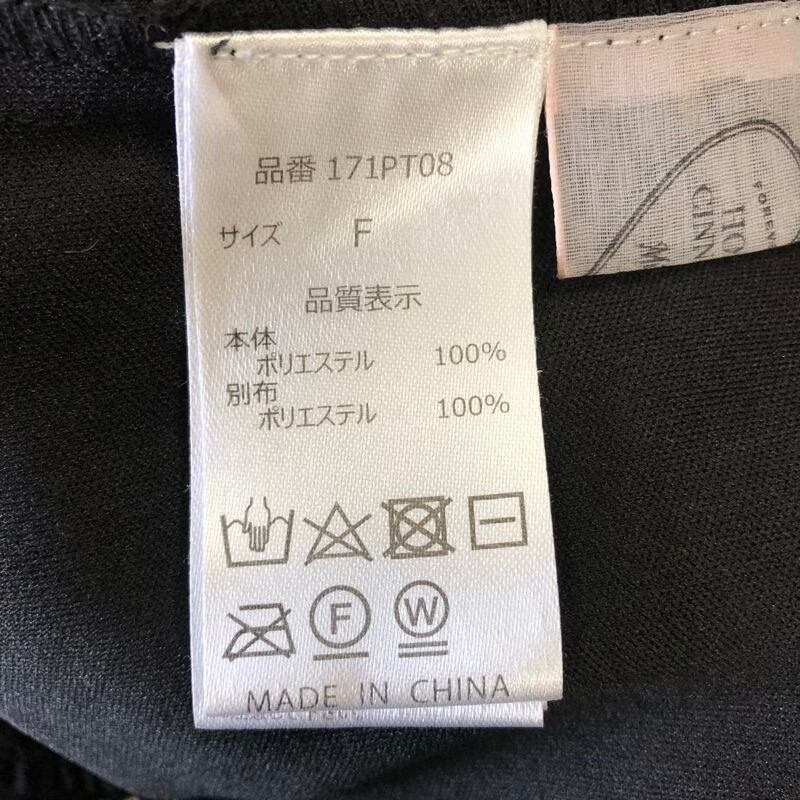 品番 171PT08
サイズ F
品質表示
本体
ポリエステル 100%
別布
ポリエステル 100%
F
W
MADE IN CHINA